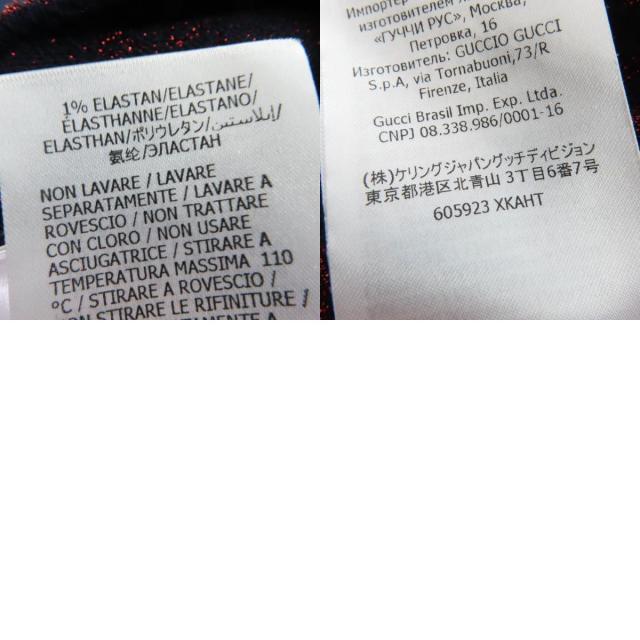 1% ELASTAN/ELASTANE/
ELASTHANNE/ELASTANO/
ELASTHAN/ポリウレタン/إيلاستين/
氨纶/ЭЛАСТАН
NON LAVARE / LAVARE
SEPARATAMENTE / LAVARE A
ROVESCIO / NON TRATTARE
CON CLORO / NON USARE
ASCIUGATRICE / STIRARE A
TEMPERATURA MASSIMA 110
°C / STIRARE A ROVESCIO /
NON STIRARE LE RIFINITURE /
Импортер
изготовителем
«ГУЧЧИ РУС», Москва,
Петровка, 16
Изготовитель: GUCCIO GUCCI
S.p.A, via Tornabuoni,73/R
Firenze, Italia
Gucci Brasil Imp. Exp. Ltda.
CNPJ 08.338.986/0001-16
(株)ケリングジャパングッチディビジョン
東京都港区北青山 3丁目6番7号
605923 XKAHT